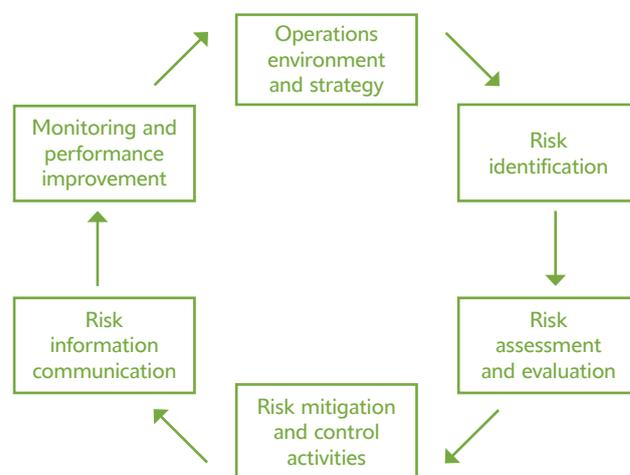 Operations
environment
and strategy
Risk
identification
Risk
assessment
and evaluation
Risk mitigation
and control
activities
Risk
information
communication
Monitoring and
performance
improvement